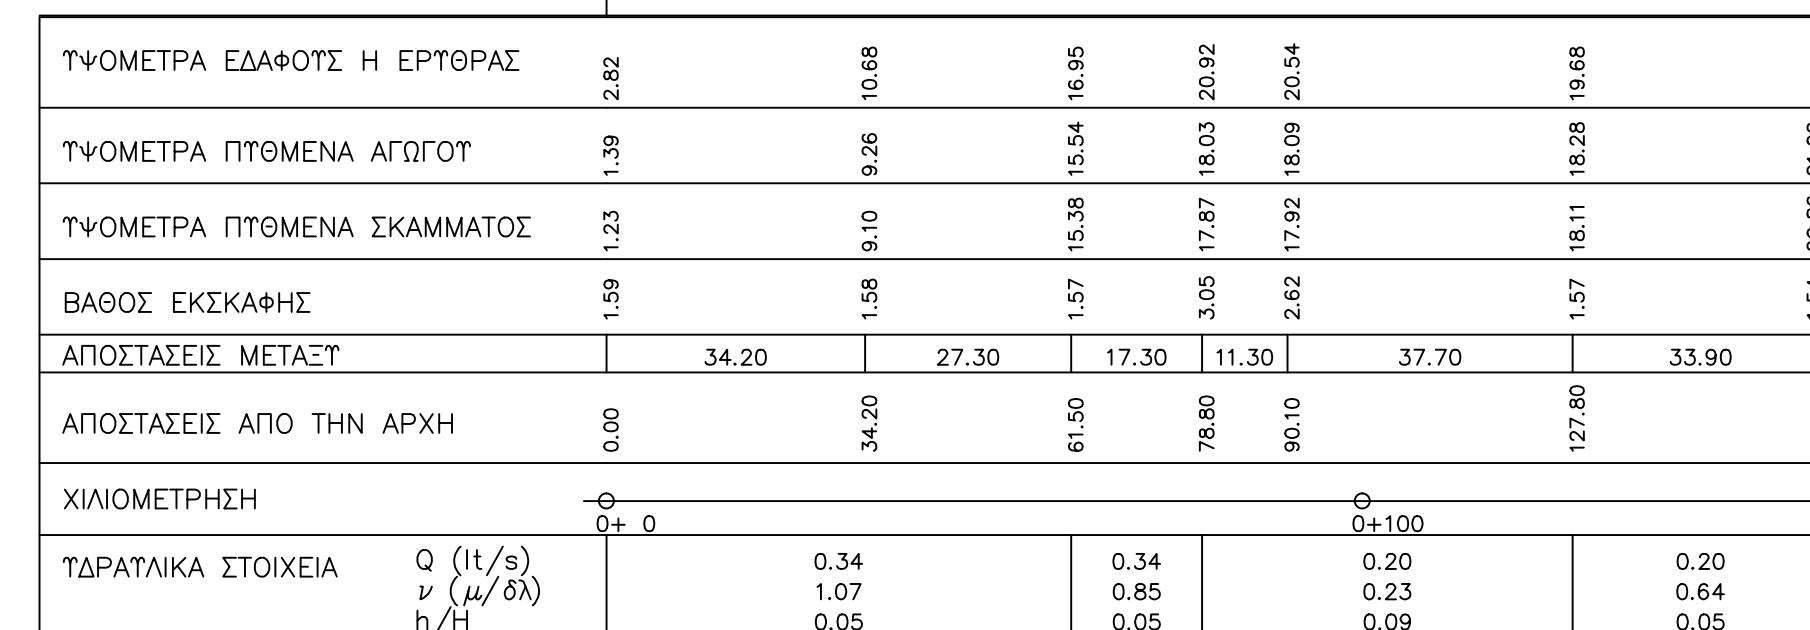 ΥΨΟΜΕΤΡΑ ΕΔΑΦΟΥΣ Η ΕΡΥΘΡΑΣ 2.82 10.68 16.95 20.92 20.54 19.68
ΥΨΟΜΕΤΡΑ ΠΥΘΜΕΝΑ ΑΓΩΓΟΥ 1.39 9.26 15.54 18.03 18.09 18.28
ΥΨΟΜΕΤΡΑ ΠΥΘΜΕΝΑ ΣΚΑΜΜΑΤΟΣ 1.23 9.10 15.38 17.87 17.92 18.11
ΒΑΘΟΣ ΕΚΣΚΑΦΗΣ 1.59 1.58 1.57 3.05 2.62 1.57
ΑΠΟΣΤΑΣΕΙΣ ΜΕΤΑΞΥ 34.20 27.30 17.30 11.30 37.70 33.90
ΑΠΟΣΤΑΣΕΙΣ ΑΠΟ ΤΗΝ ΑΡΧΗ 0.00 34.20 61.50 78.80 90.10 127.80
ΧΙΛΙΟΜΕΤΡΗΣΗ
0+ 0 0+100
ΥΔΡΑΥΛΙΚΑ ΣΤΟΙΧΕΙΑ Q (lt/s) 0.34 0.34 0.20 0.20
ν (μ/δλ) 1.07 0.85 0.23 0.64
h/H 0.05 0.05 0.09 0.05